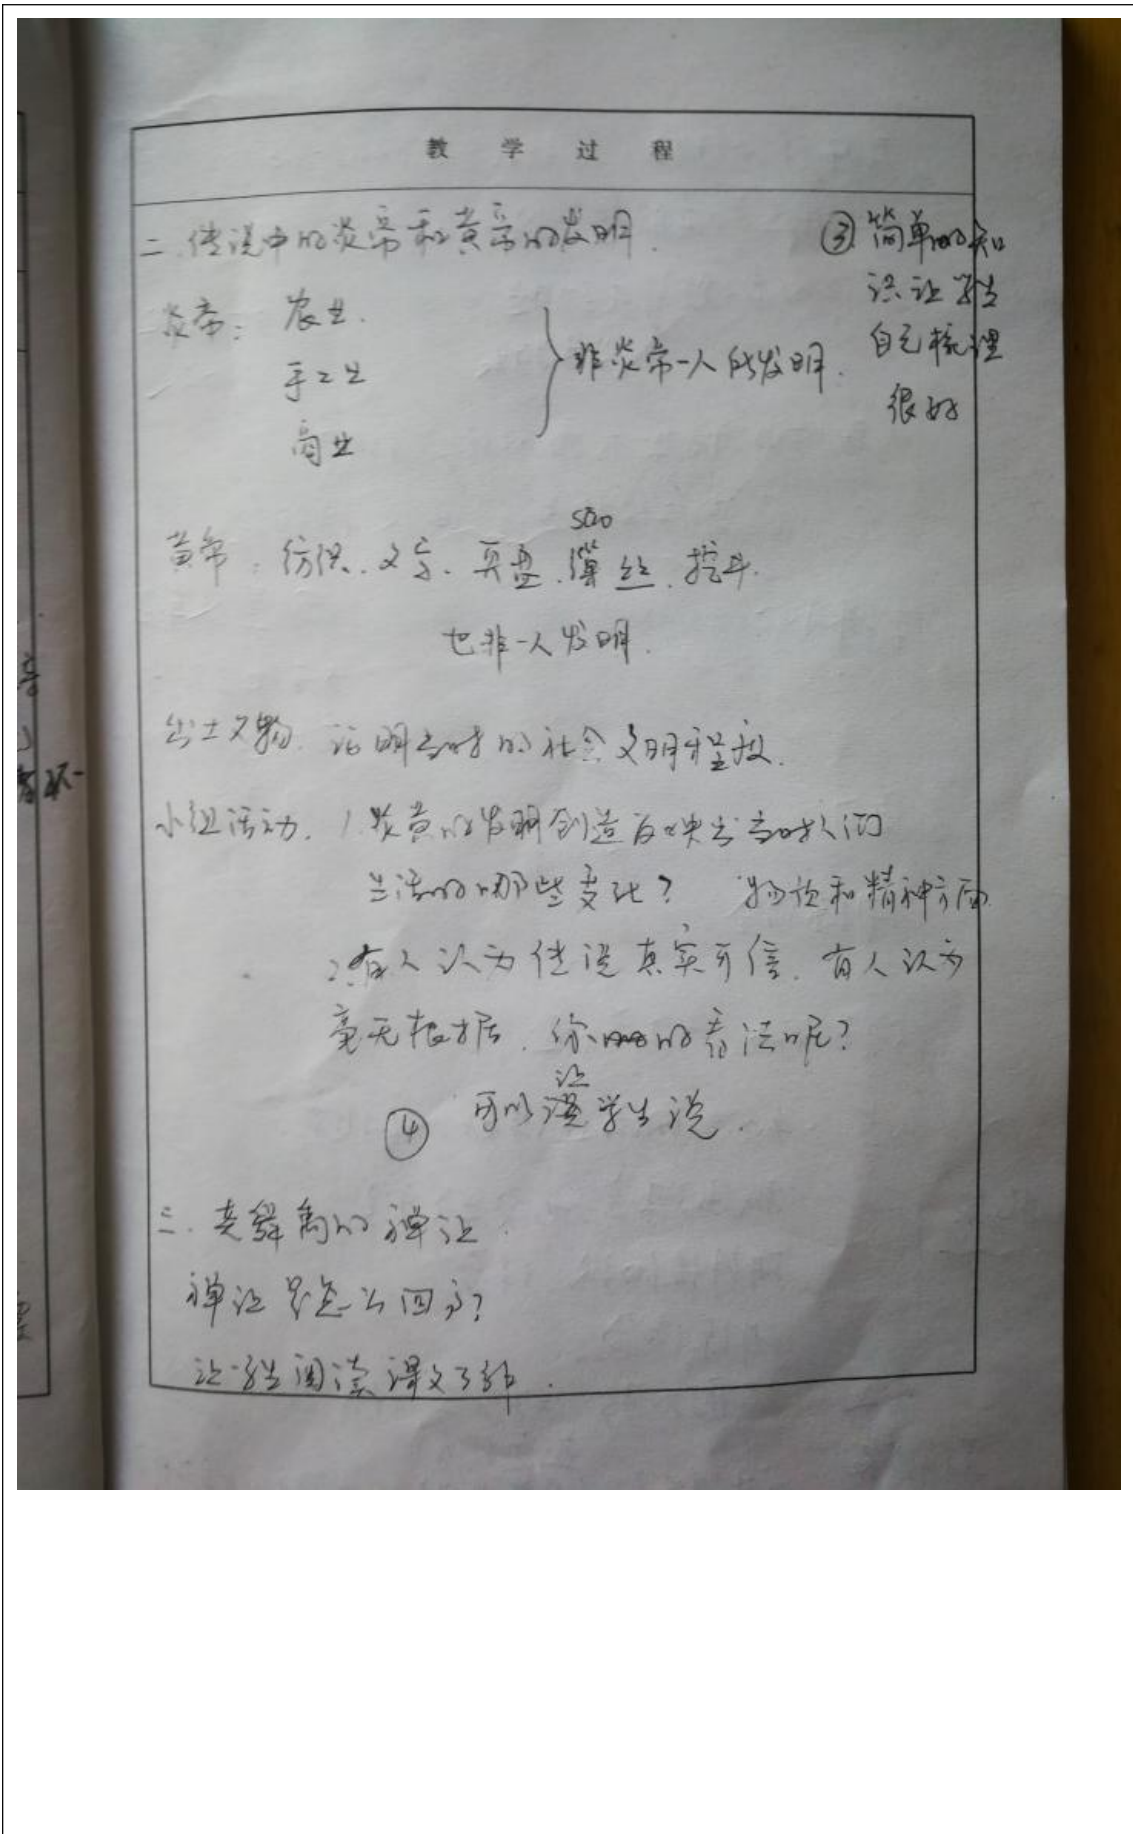 教 学 过 程
二、传说中的炎帝和黄帝的发明.
③ 简单的知
识让学生
自己梳理
很好
炎帝: 农业.
手工业
商业
非炎帝一人所发明.
sāo
黄帝: 纺织、文字、算盘、缫丝、挖井.
也非一人发明.
出土文物. 证明当时的社会文明程度.
小组活动. 1.炎黄的发明创造反映出当时人们
生活的哪些变化? 物质和精神方面
2.有人认为传说真实可信. 有人认为
毫无根据. 你的看法呢?
让
④ 可以 学生说.
三. 尧舜禹的禅让.
禅让是怎么回事?
让学生阅读课文了解.